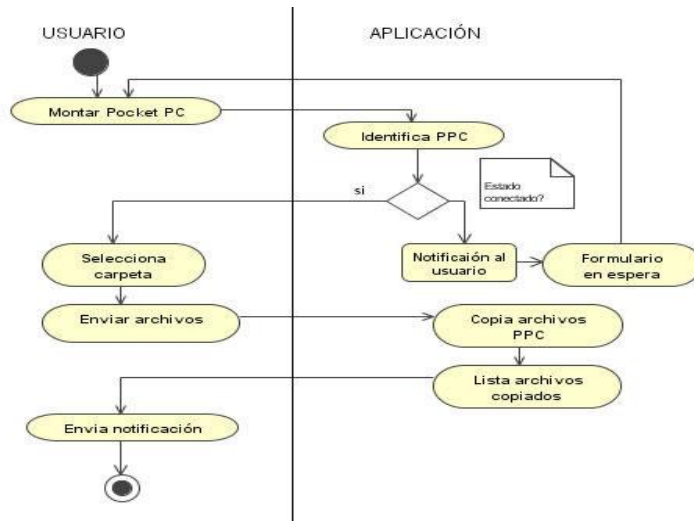 USUARIO
APLICACIÓN
Montar Pocket PC
Identifica PPC
si
Estado
conectado?
Selecciona
carpeta
Notificaión al
usuario
Formulario
en espera
Enviar archivos
Copia archivos
PPC
Lista archivos
copiados
Envia notificación